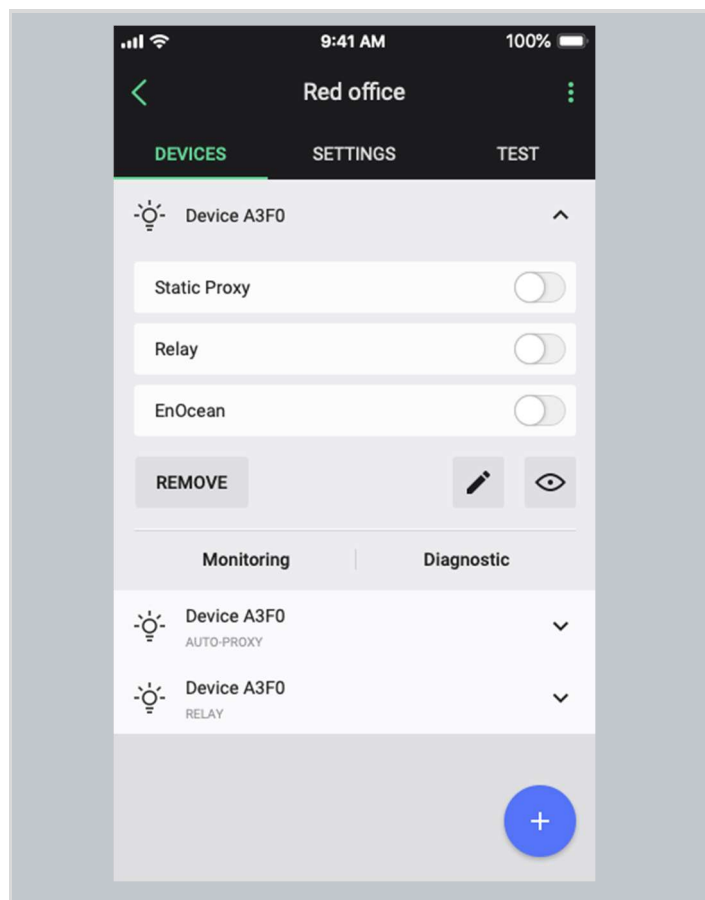 9:41 AM 100%
Red office
DEVICES SETTINGS TEST
Device A3F0
Static Proxy
Relay
EnOcean
REMOVE
Monitoring Diagnostic
Device A3F0
AUTO-PROXY
Device A3F0
RELAY